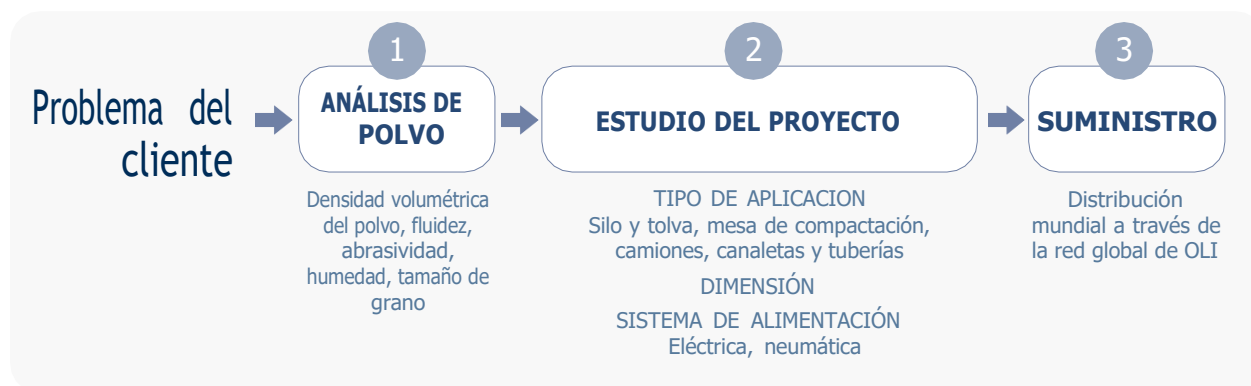 Problema del
cliente
1
ANÁLISIS DE
POLVO
Densidad volumétrica
del polvo, fluidez,
abrasividad,
humedad, tamaño de
grano
2
ESTUDIO DEL PROYECTO
TIPO DE APLICACION
Silo y tolva, mesa de compactación,
camiones, canaletas y tuberías
DIMENSIÓN
SISTEMA DE ALIMENTACIÓN
Eléctrica, neumática
3
SUMINISTRO
Distribución
mundial a través de
la red global de OLI